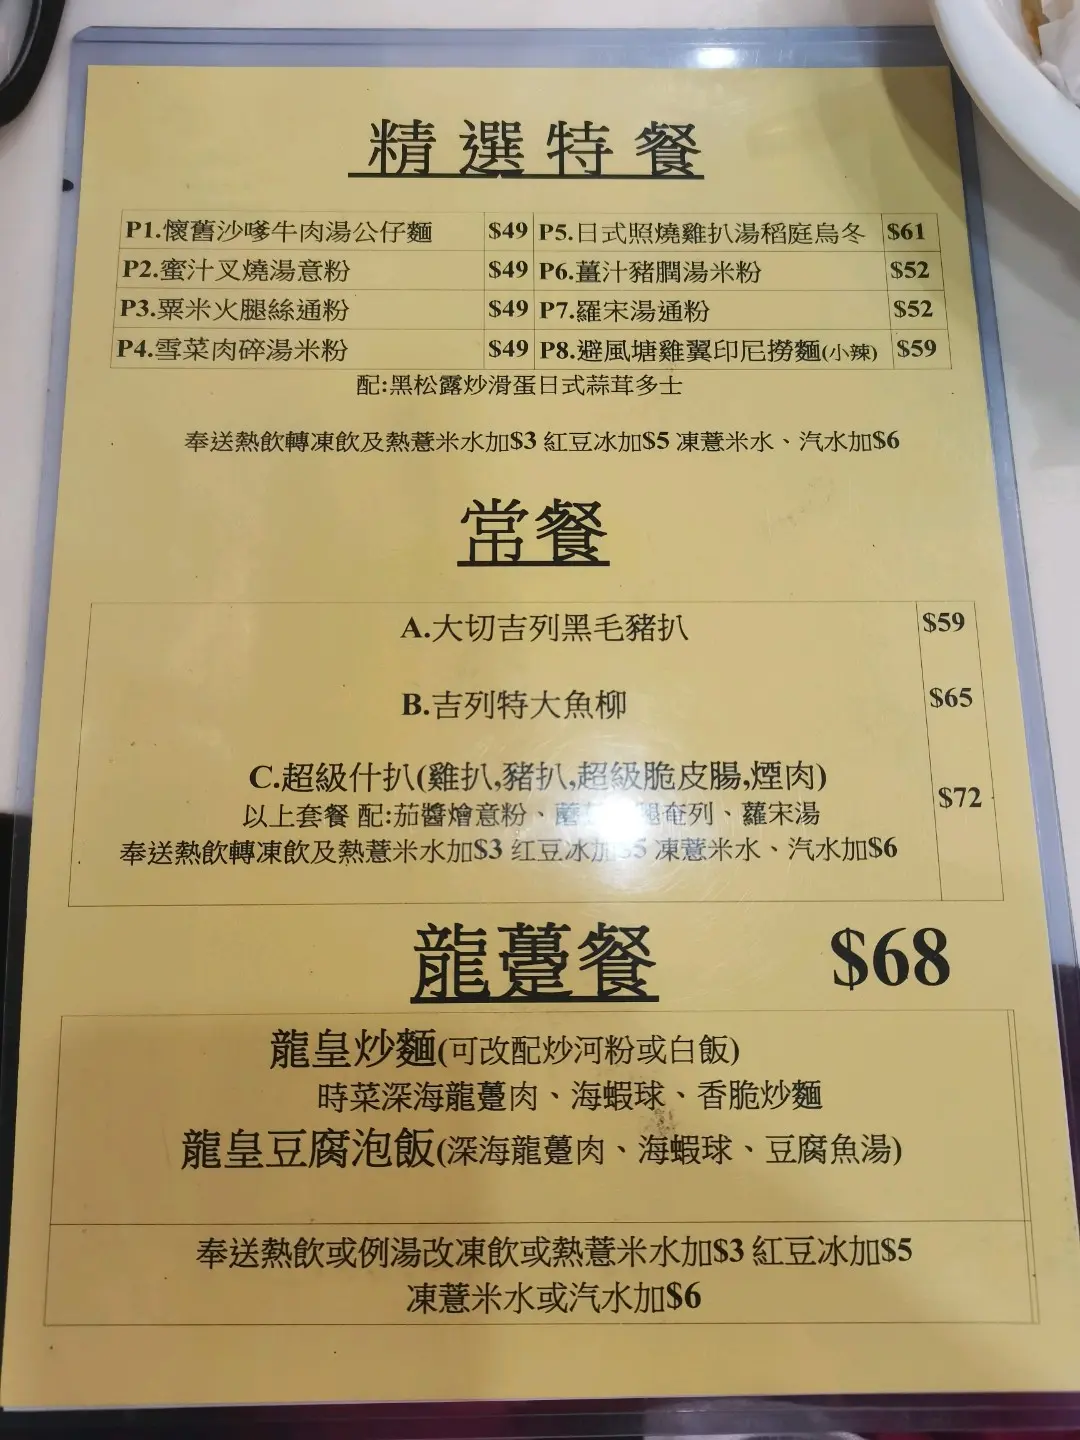 精選特餐
P1.懷舊沙嗲牛肉湯公仔麵 $49 P5.日式照燒雞扒湯稻庭烏冬 $61
P2.蜜汁叉燒湯意粉 $49 P6.薑汁豬膶湯米粉 $52
P3.粟米火腿絲通粉 $49 P7.羅宋湯通粉 $52
P4.雪菜肉碎湯米粉 $49 P8.避風塘雞翼印尼撈麵(小辣) $59
配:黑松露炒滑蛋日式蒜茸多士
奉送熱飲轉凍飲及熱薏米水加$3 紅豆冰加$5 凍薏米水、汽水加$6
常餐
A.大切吉列黑毛豬扒 $59
B.吉列特大魚柳 $65
C.超級什扒(雞扒,豬扒,超級脆皮腸,煙肉) $72
以上套餐 配:茄醬燴意粉、蘑 腿奄列、蘿宋湯
奉送熱飲轉凍飲及熱薏米水加$3 红豆冰加$5 凍薏米水、汽水加$6
龍躉餐 $68
龍皇炒麵(可改配炒河粉或白飯)
時菜深海龍躉肉、海蝦球、香脆炒麵
龍皇豆腐泡飯(深海龍躉肉、海蝦球、豆腐魚湯)
奉送熱飲或例湯改凍飲或熱薏米水加$3 紅豆冰加$5
凍薏米水或汽水加$6